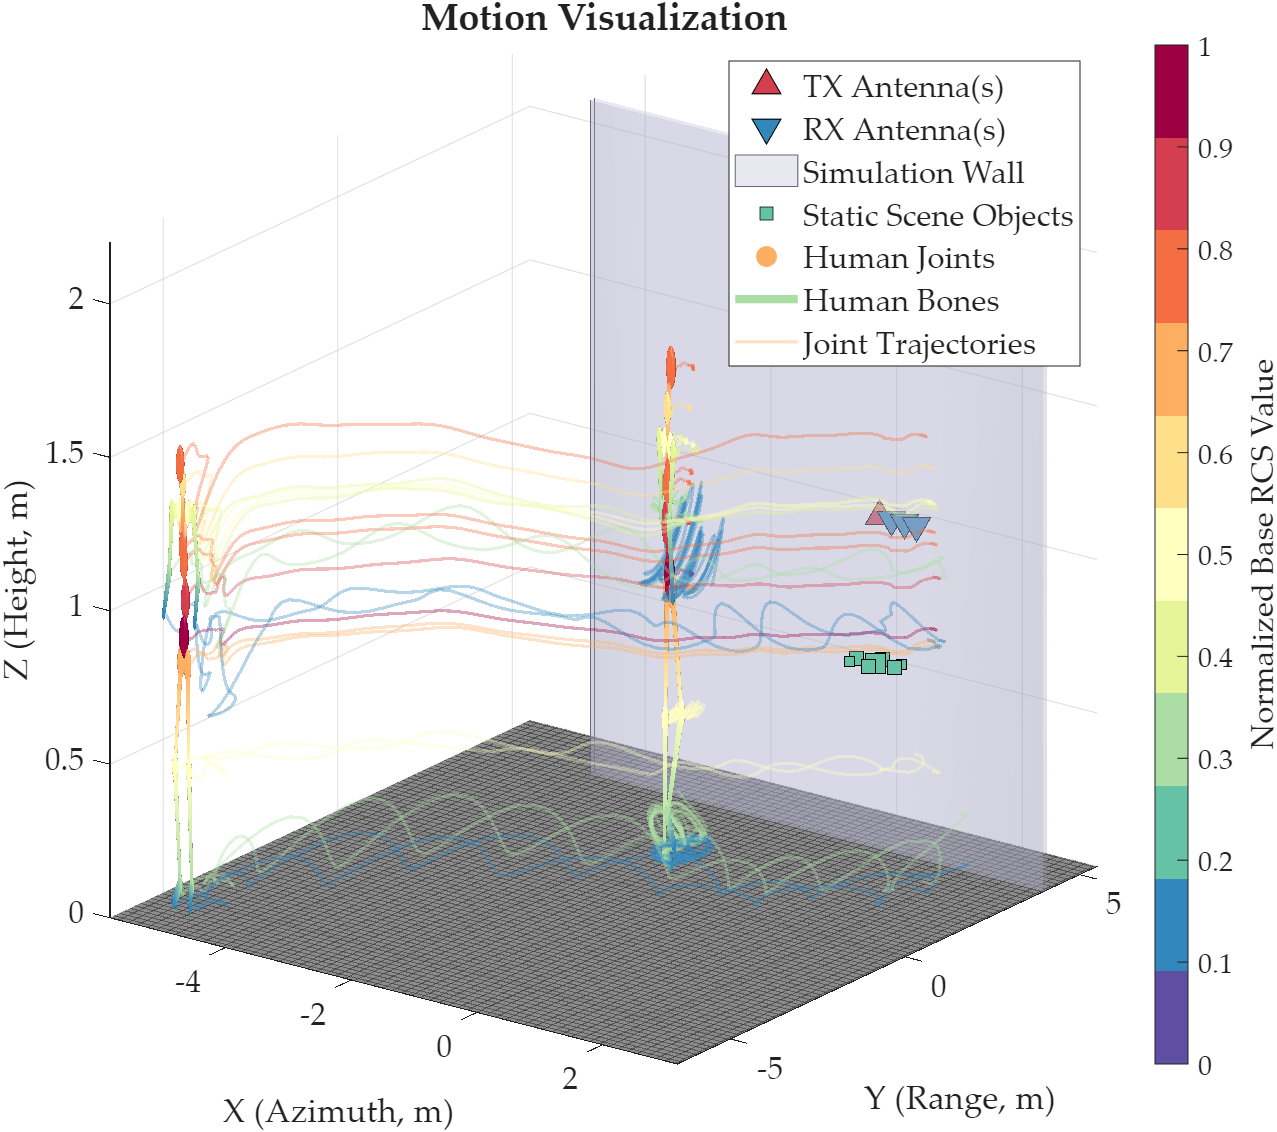 Motion Visualization
TX Antenna(s)
RX Antenna(s)
Simulation Wall
Static Scene Objects
Human Joints
Human Bones
Joint Trajectories
2
1.5
1
0.5
0
Z (Height, m)
-4
-2
0
2
X (Azimuth, m)
-5
0
5
Y (Range, m)
1
0.9
0.8
0.7
0.6
0.5
0.4
0.3
0.2
0.1
0
Normalized Base RCS Value